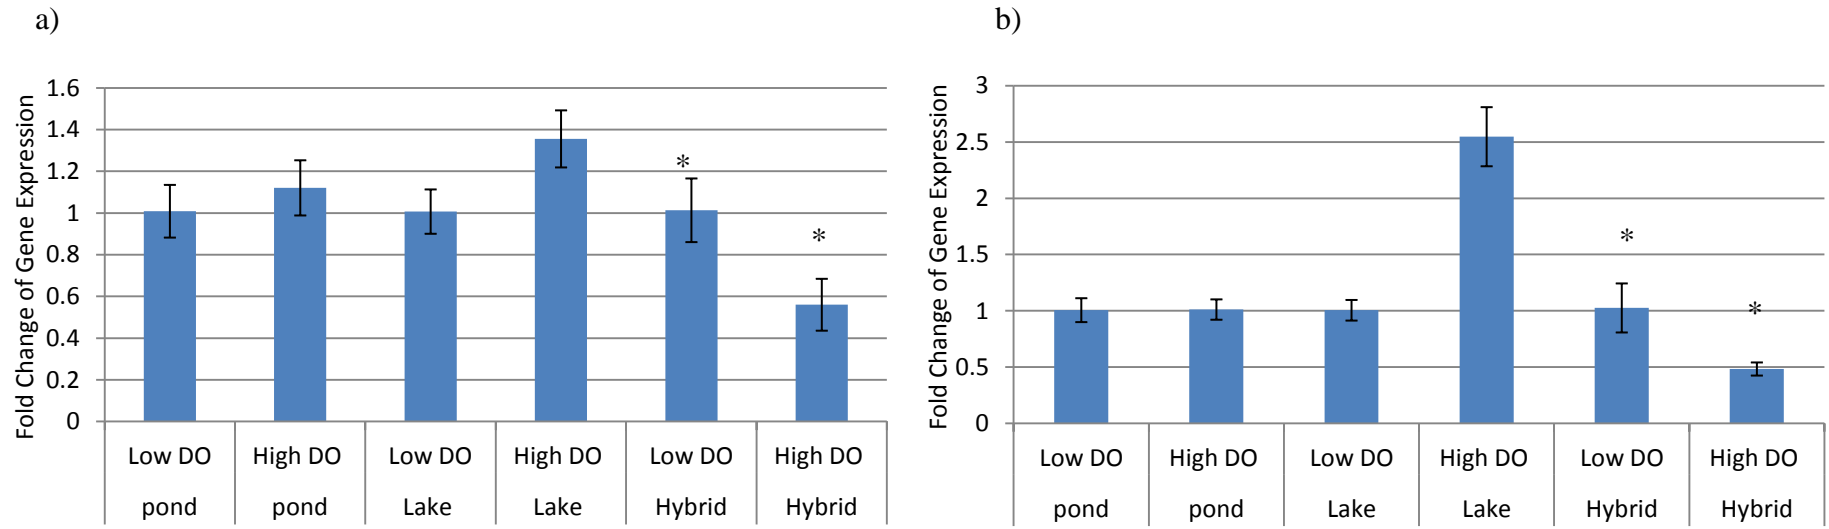 a)
Fold Change of Gene Expression
1.6
1.4
1.2
1
0.8
0.6
0.4
0.2
0
*
*
Low DO High DO Low DO High DO Low DO High DO
pond pond Lake Lake Hybrid Hybrid
b)
Fold Change of Gene Expression
3
2.5
2
1.5
1
0.5
0
*
*
Low DO High DO Low DO High DO Low DO High DO
pond pond Lake Lake Hybrid Hybrid